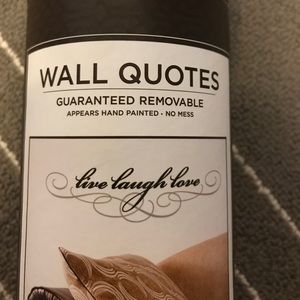 WALL QUOTES
GUARANTEED REMOVABLE
APPEARS HAND PAINTED • NO MESS
live laugh love